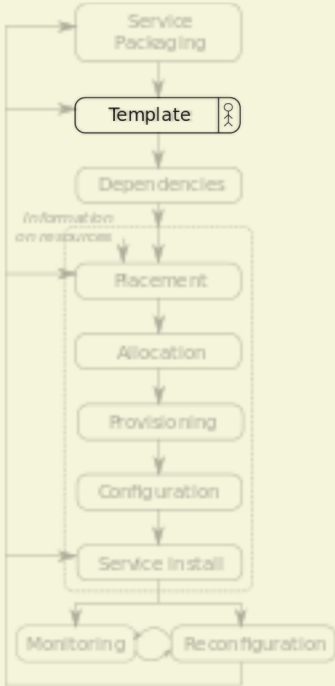 Service
Packaging
Template
Dependencies
Information
on resources
Placement
Allocation
Provisioning
Configuration
Service Install
Monitoring
Reconfiguration